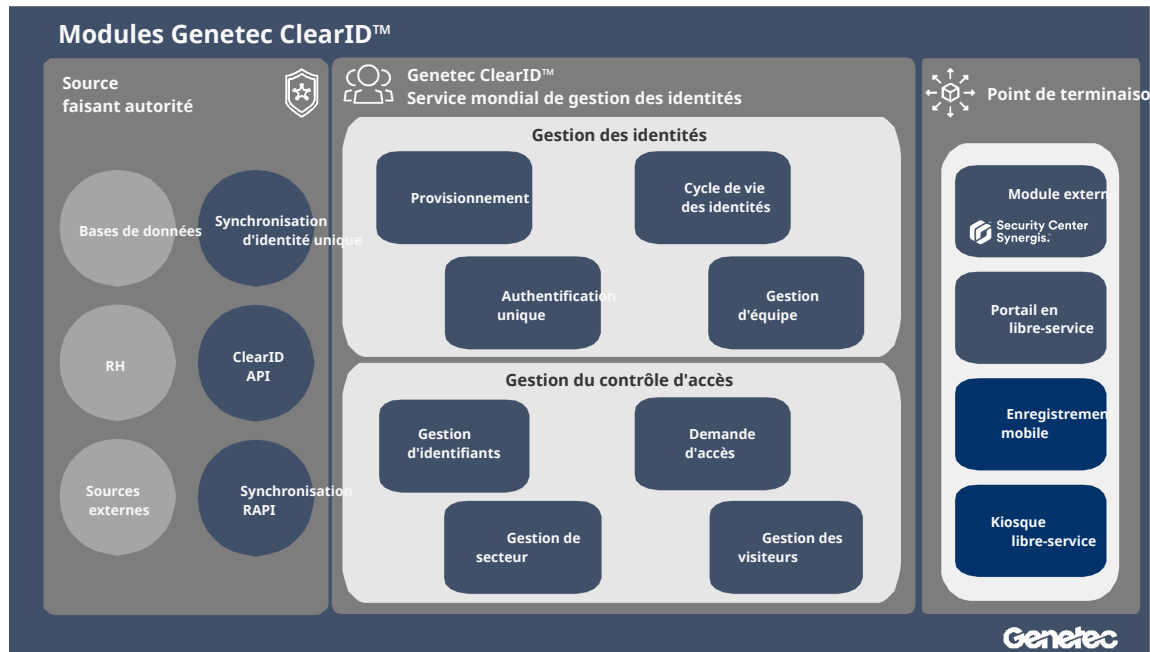 Modules Genetec ClearID™
Source
faisant autorité
Bases de données
Synchronisation
d'identité unique
RH
ClearID
API
Sources
externes
Synchronisation
RAPI
Genetec ClearID™
Service mondial de gestion des identités
Gestion des identités
Provisionnement
Cycle de vie
des identités
Authentification
unique
Gestion
d'équipe
Gestion du contrôle d'accès
Gestion
d'identifiants
Demande
d'accès
Gestion de
secteur
Gestion des
visiteurs
Point de terminaiso
Module externe
Security Center
Synergis™
Portail en
libre-service
Enregistrement
mobile
Kiosque
libre-service
Genetec